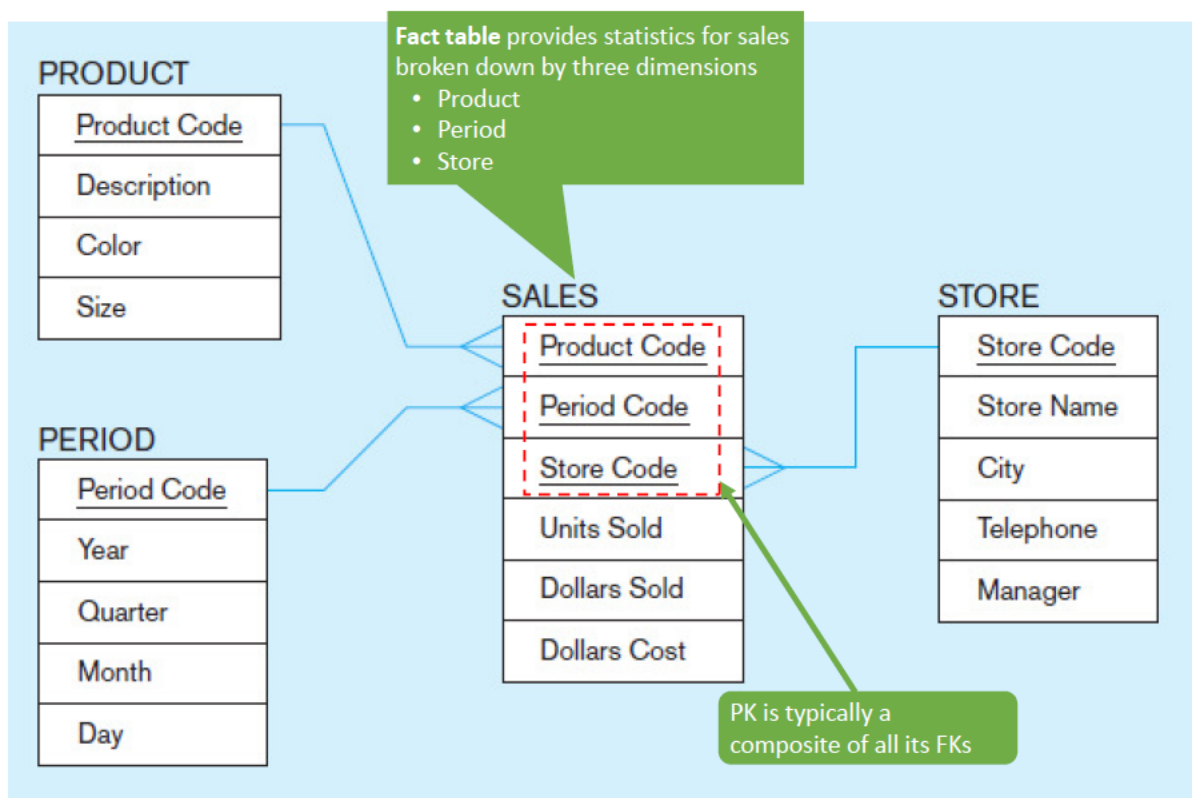 Fact table provides statistics for sales
broken down by three dimensions
• Product
• Period
• Store
PRODUCT
Product Code
Description
Color
Size
PERIOD
Period Code
Year
Quarter
Month
Day
SALES
Product Code
Period Code
Store Code
Units Sold
Dollars Sold
Dollars Cost
STORE
Store Code
Store Name
City
Telephone
Manager
PK is typically a
composite of all its FKs